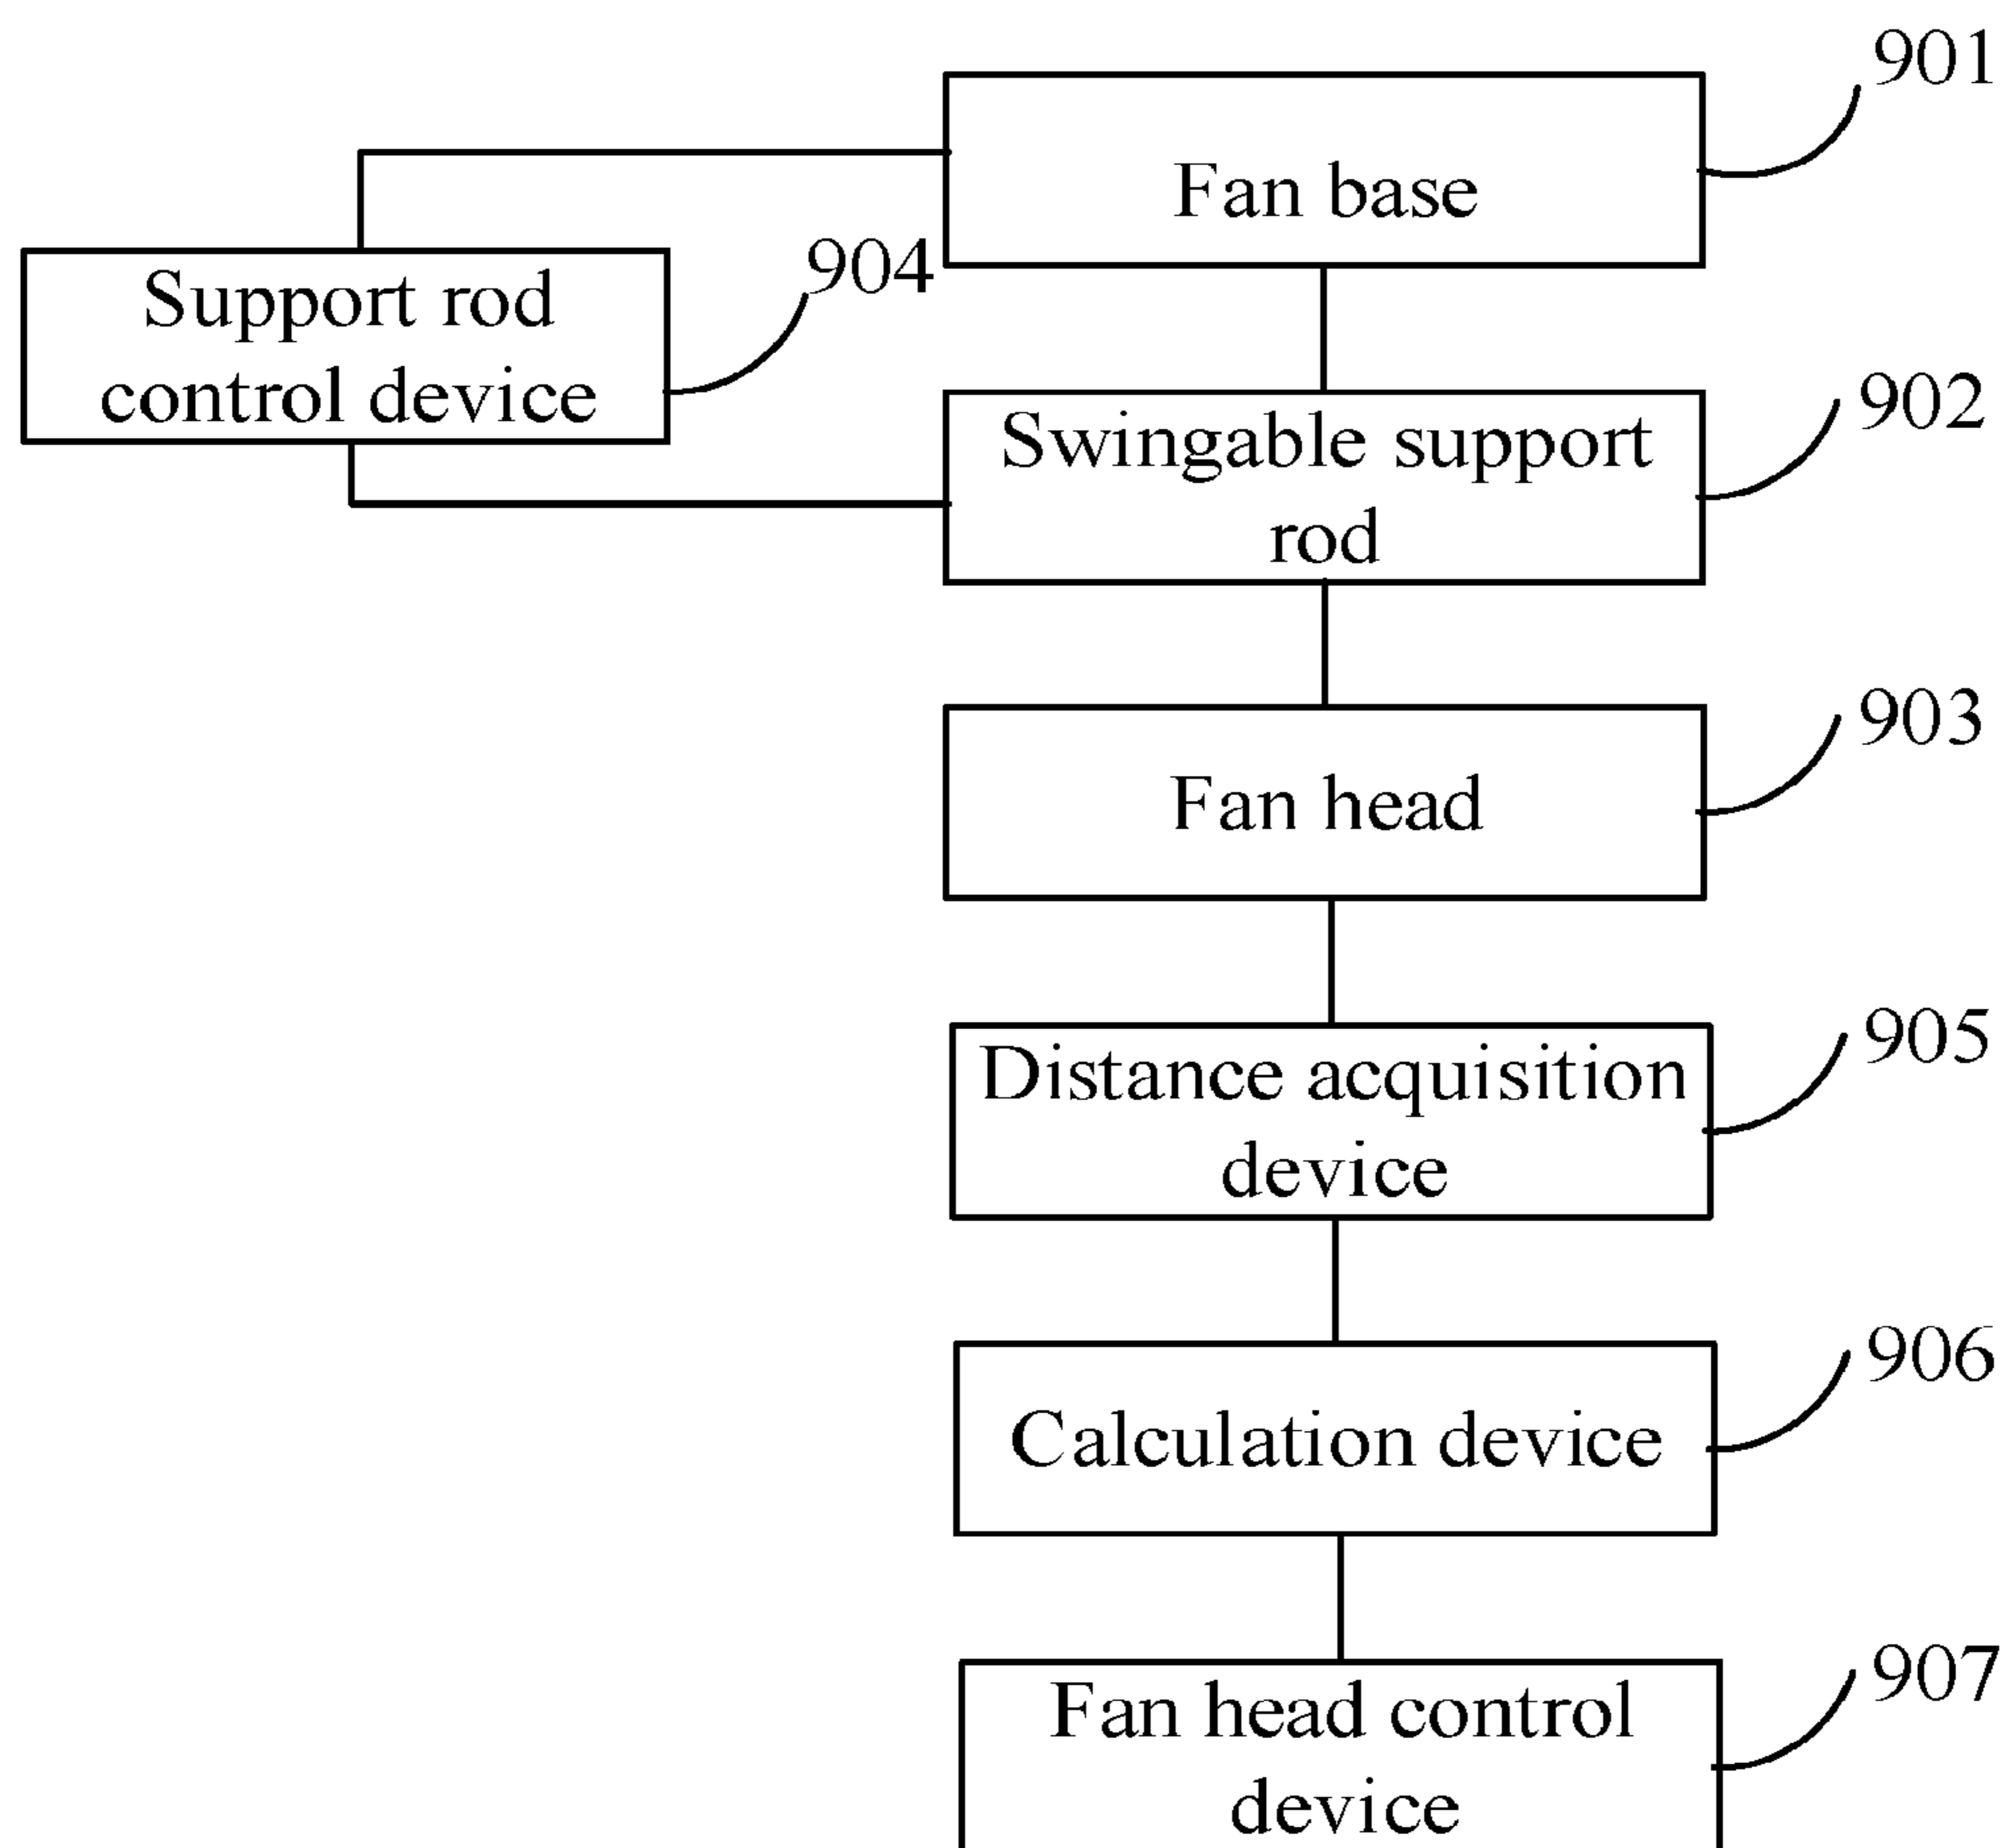 901
Fan base
904
Support rod
control device
902
Swingable support
rod
903
Fan head
905
Distance acquisition
device
906
Calculation device
907
Fan head control
device